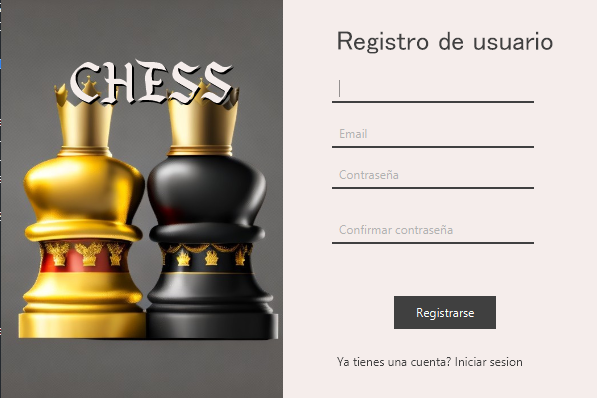 CHESS
Registro de usuario
Email
Contraseña
Confirmar contraseña
Registrarse
Ya tienes una cuenta? Iniciar sesion